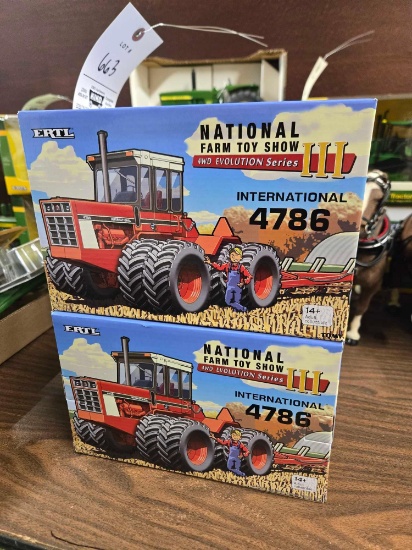 LOT #
663
ERTL
NATIONAL
FARM TOY SHOW
4WD EVOLUTION Series III
INTERNATIONAL
4786
14+
ERTL
NATIONAL
FARM TOY SHOW
4WD EVOLUTION Series III
INTERNATIONAL
4786
14+